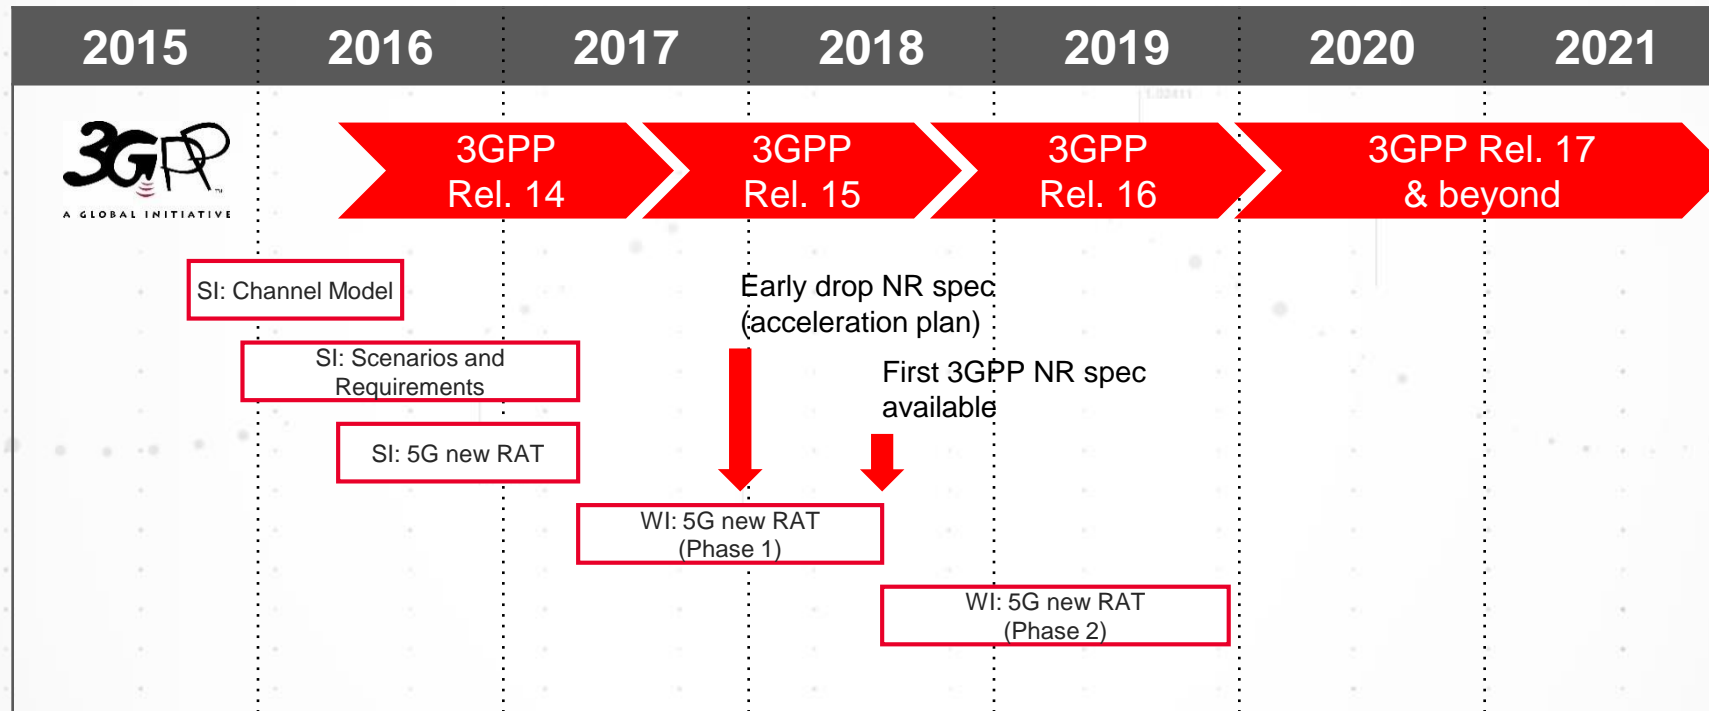 2015 2016 2017 2018 2019 2020 2021
1.02411
3GPP
TM
A GLOBAL INITIATIVE
3GPP
Rel. 14
3GPP
Rel. 15
3GPP
Rel. 16
3GPP Rel. 17
& beyond
SI: Channel Model
Early drop NR spec
(acceleration plan)
SI: Scenarios and
Requirements
First 3GPP NR spec
available
SI: 5G new RAT
WI: 5G new RAT
(Phase 1)
WI: 5G new RAT
(Phase 2)